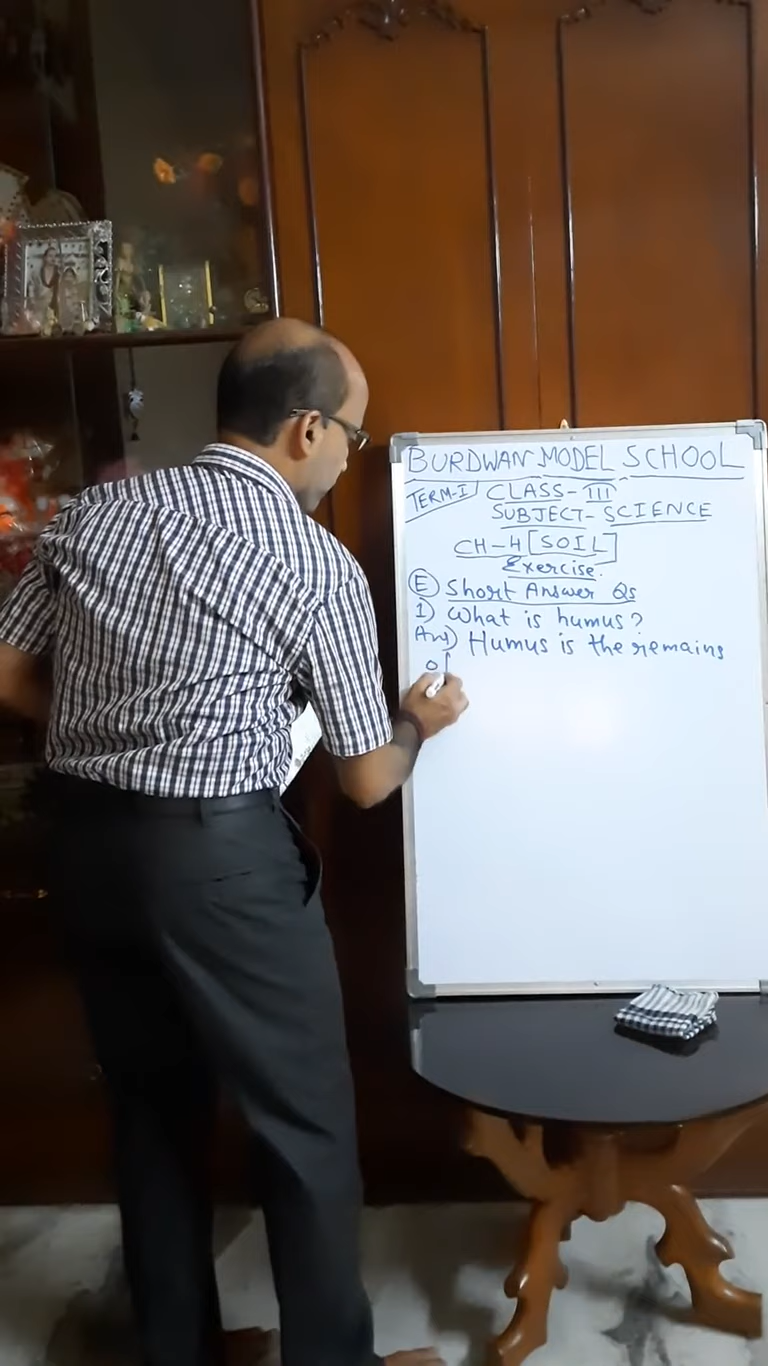 BURDWAN MODEL SCHOOL
TERM-I CLASS-III
SUBJECT-SCIENCE
CH-4 [SOIL]
Exercise.
(E) Short Answer Qs
1) What is humus?
Ans) Humus is the remains
of